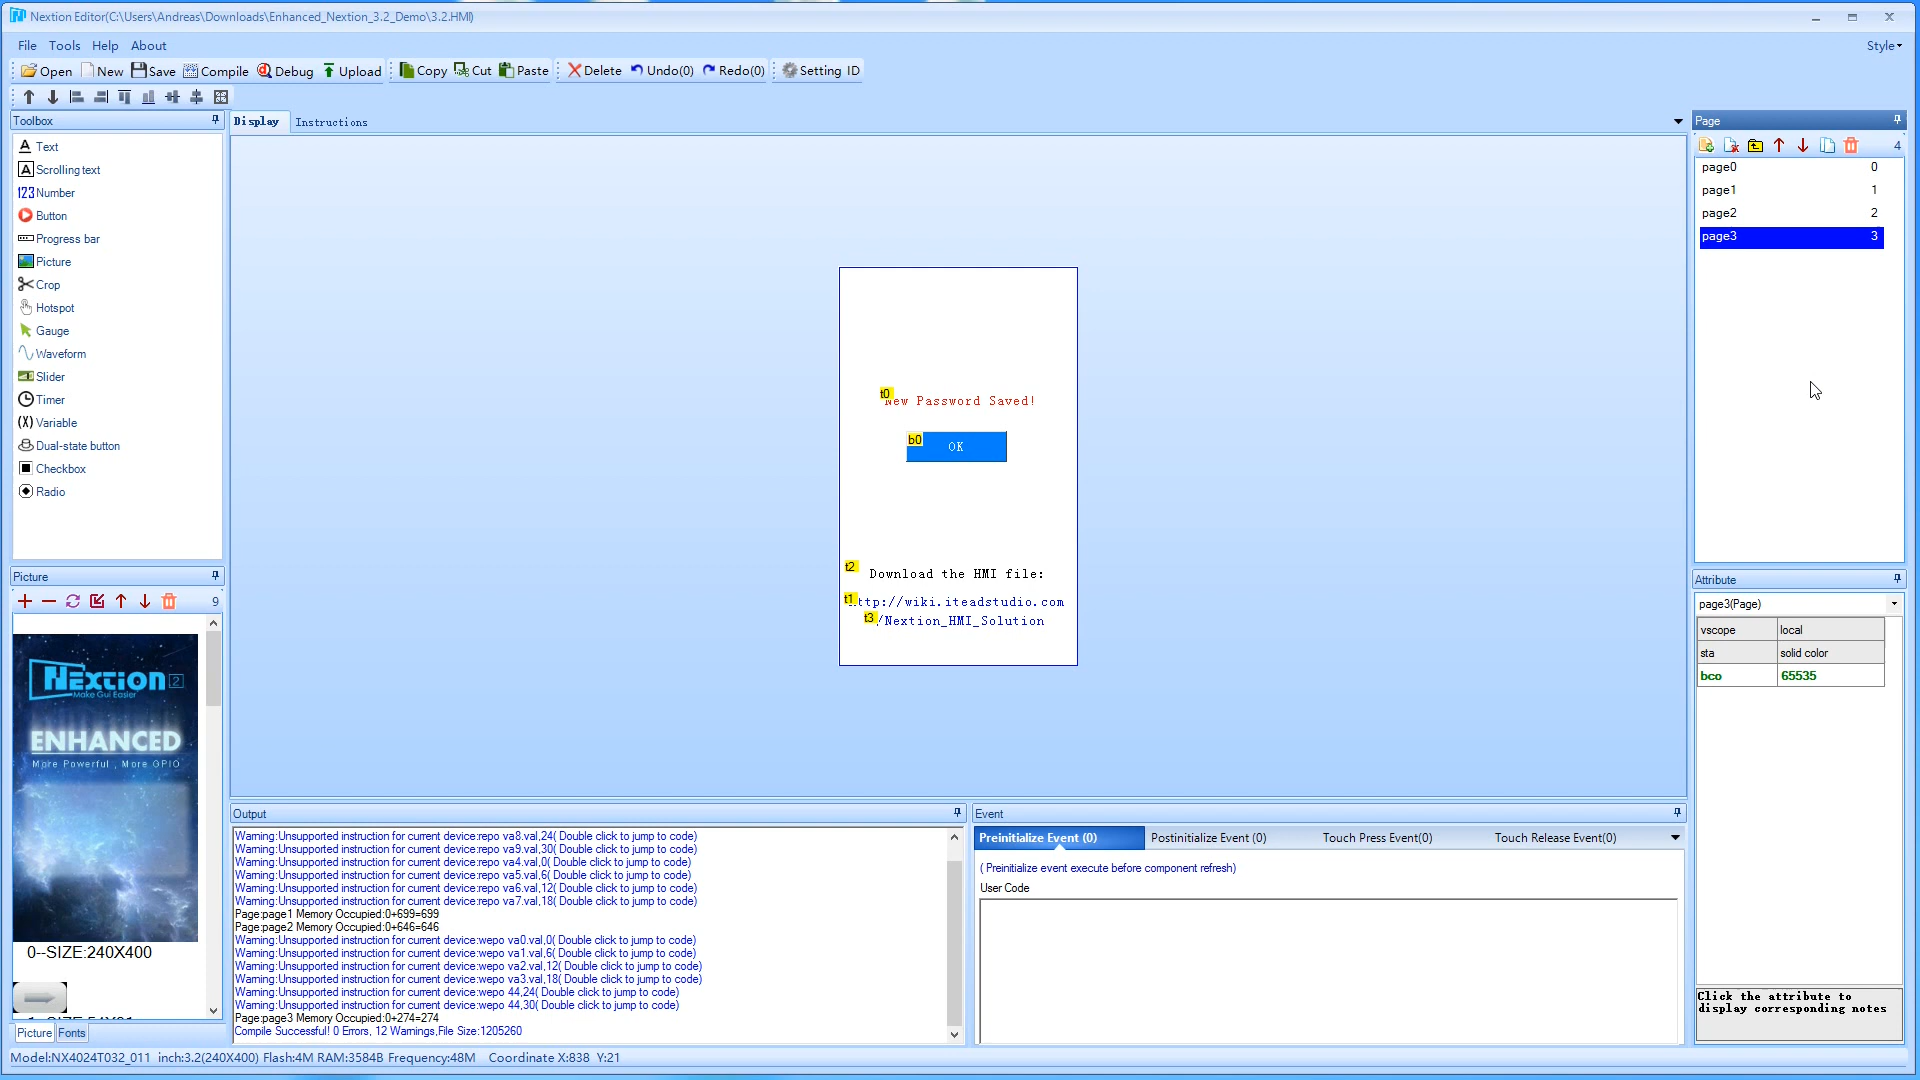 Nextion Editor(C:\Users\Andreas\Downloads\Enhanced_Nextion_3.2_Demo\3.2.HMI)
File Tools Help About
Style
Open New Save Compile Debug Upload Copy Cut Paste Delete Undo(0) Redo(0) Setting ID
Toolbox
Text
Scrolling text
Number
Button
Progress bar
Picture
Crop
Hotspot
Gauge
Waveform
Slider
Timer
Variable
Dual-state button
Checkbox
Radio
Picture
9
Nextion 2
Make Gui Easier
ENHANCED
More Powerful , More GPIO
0--SIZE:240X400
Picture Fonts
Display Instructions
t0
New Password Saved!
b0 OK
t2
Download the HMI file:
t1
http://wiki.iteadstudio.com
t3 /Nextion_HMI_Solution
Output
Warning:Unsupported instruction for current device:repo va8.val,24( Double click to jump to code)
Warning:Unsupported instruction for current device:repo va9.val,30( Double click to jump to code)
Warning:Unsupported instruction for current device:repo va4.val,0( Double click to jump to code)
Warning:Unsupported instruction for current device:repo va5.val,6( Double click to jump to code)
Warning:Unsupported instruction for current device:repo va6.val,12( Double click to jump to code)
Warning:Unsupported instruction for current device:repo va7.val,18( Double click to jump to code)
Page:page1 Memory Occupied:0+699=699
Page:page2 Memory Occupied:0+646=646
Warning:Unsupported instruction for current device:wepo va0.val,0( Double click to jump to code)
Warning:Unsupported instruction for current device:wepo va1.val,6( Double click to jump to code)
Warning:Unsupported instruction for current device:wepo va2.val,12( Double click to jump to code)
Warning:Unsupported instruction for current device:wepo va3.val,18( Double click to jump to code)
Warning:Unsupported instruction for current device:wepo 44,24( Double click to jump to code)
Warning:Unsupported instruction for current device:wepo 44,30( Double click to jump to code)
Page:page3 Memory Occupied:0+274=274
Compile Successful! 0 Errors, 12 Warnings,File Size:1205260
Event
Preinitialize Event (0) Postinitialize Event (0) Touch Press Event(0) Touch Release Event(0)
( Preinitialize event execute before component refresh)
User Code
Page
4
page0 0
page1 1
page2 2
page3 3
Attribute
page3(Page)
vscope local
sta solid color
bco 65535
Click the attribute to
display corresponding notes
Model:NX4024T032_011 inch:3.2(240X400) Flash:4M RAM:3584B Frequency:48M Coordinate X:838 Y:21